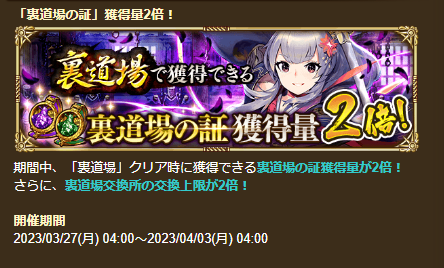 「裏道場の証」獲得量2倍！
裏道場で獲得できる
裏道場の証 獲得量2倍!
期間中、「裏道場」クリア時に獲得できる裏道場の証獲得量が2倍！
さらに、裏道場交換所の交換上限が2倍！
開催期間
2023/03/27(月) 04:00～2023/04/03(月) 04:00